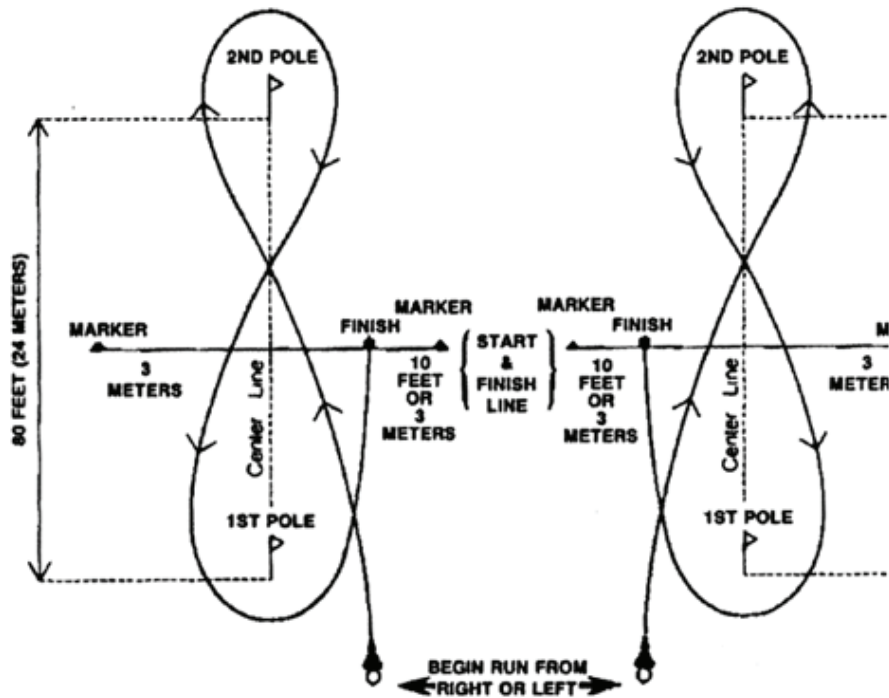 2ND POLE
2ND POLE
80 FEET (24 METERS)
MARKER
3
METERS
FINISH
MARKER
10
FEET
OR
3
METERS
START
&
FINISH
LINE
MARKER
10
FEET
OR
3
METERS
FINISH
M
3
METER
Center Line
Center Line
1ST POLE
1ST POLE
BEGIN RUN FROM
RIGHT OR LEFT